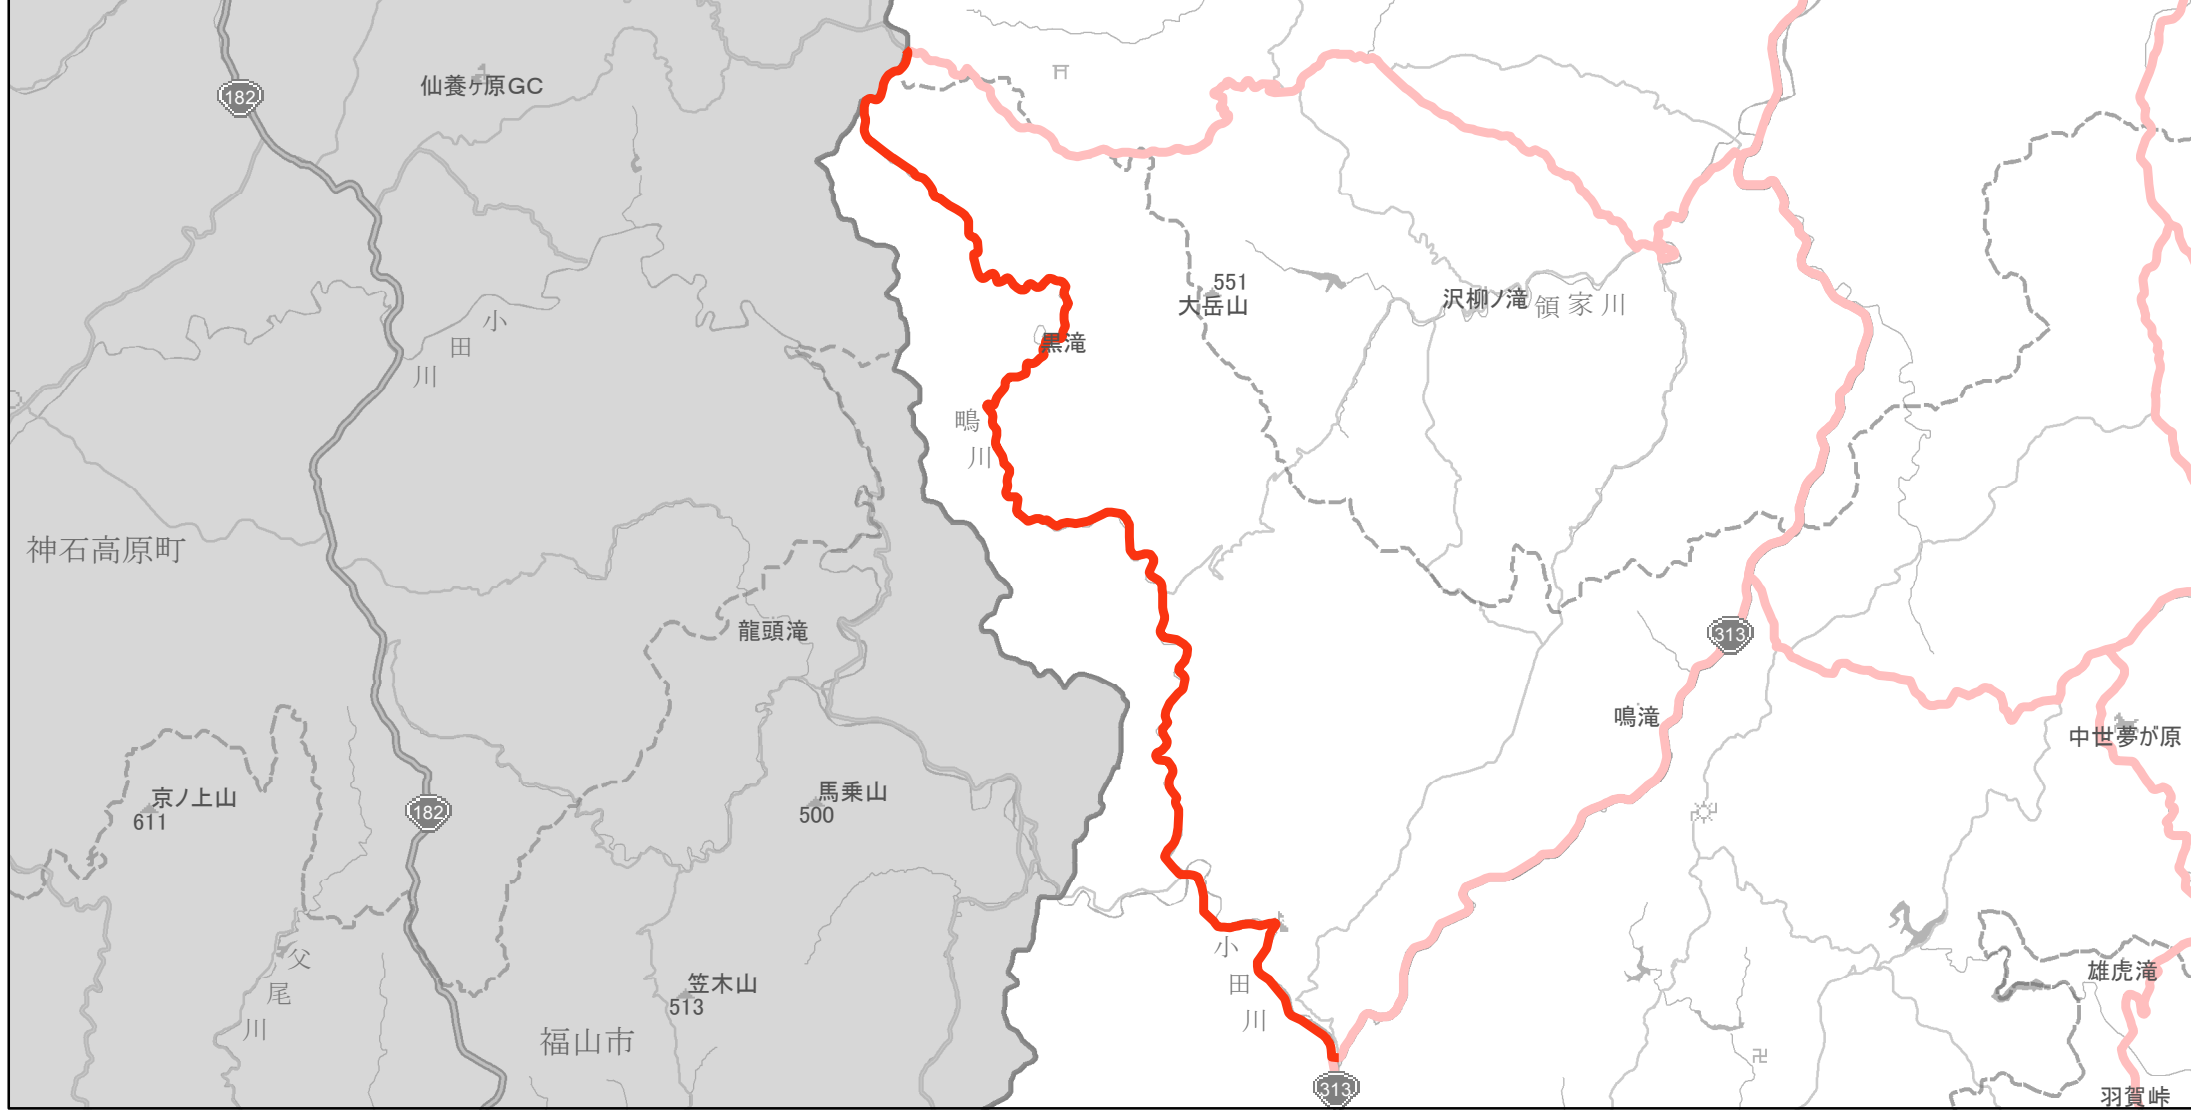 仙養ヶ原GC
182
551
大岳山
沢柳ノ滝
領家川
小田川
黒滝
鴫川
神石高原町
龍頭滝
313
鳴滝
中世夢が原
京ノ上山
611
馬乗山
500
182
小田川
雄虎滝
父尾川
笠木山
513
福山市
313
羽賀峠